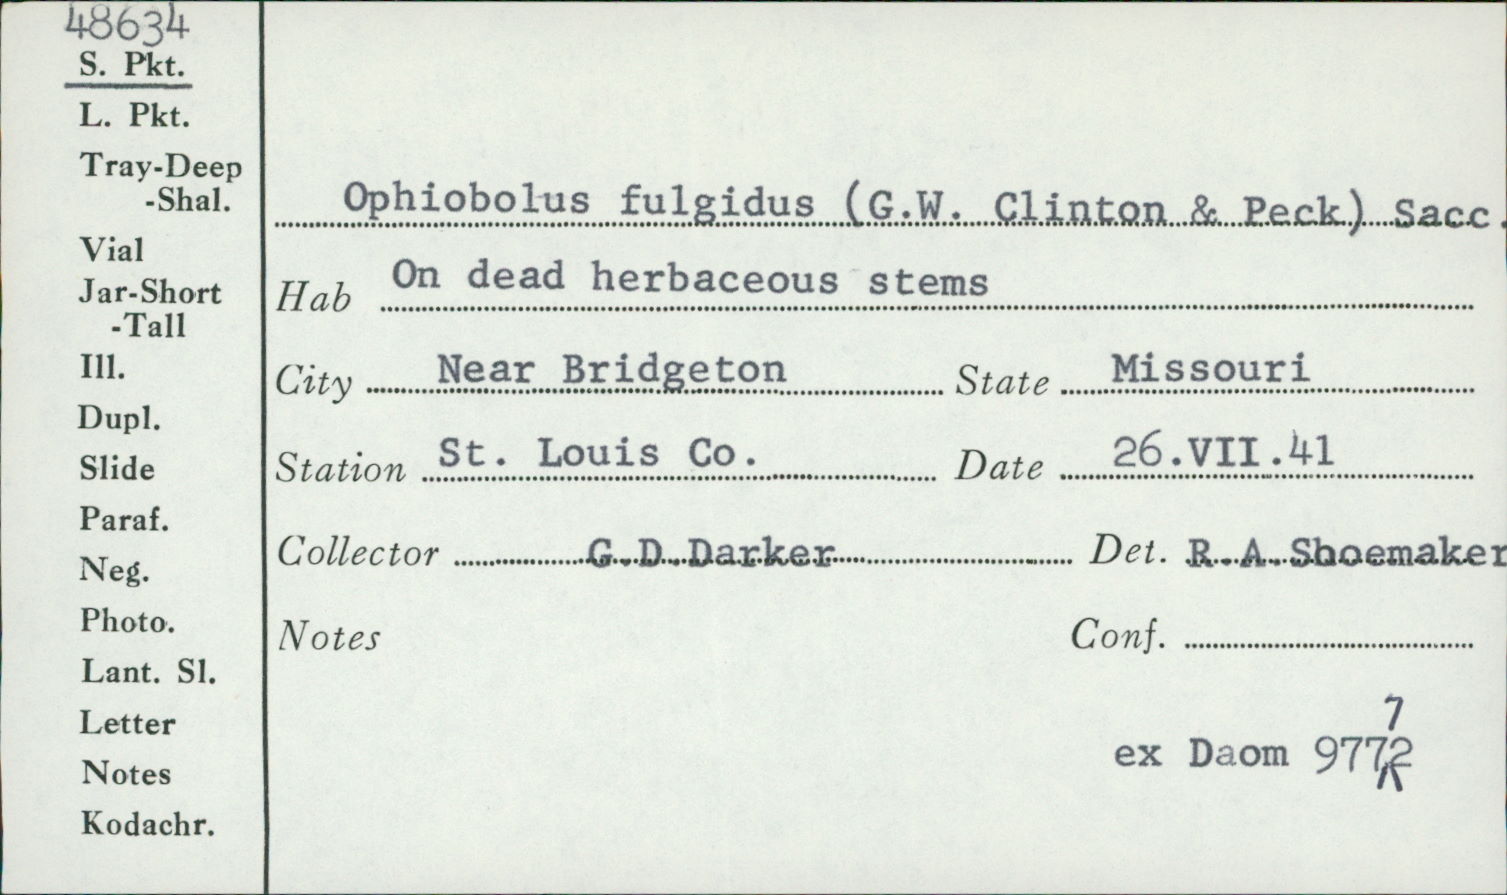 48634
S. Pkt.
L. Pkt.
Tray-Deep
-Shal.
Vial
Jar-Short
-Tall
Ill.
Dupl.
Slide
Paraf.
Neg.
Photo.
Lant. Sl.
Letter
Notes
Kodachr.
Ophiobolus fulgidus (G.W. Clinton & Peck) Sacc.
Hab On dead herbaceous stems
City Near Bridgeton State Missouri
Station St. Louis Co. Date 26.VII.41
Collector G.D.Darker Det. R.A.Shoemaker
Notes Conf.
7
ex Daom 9772